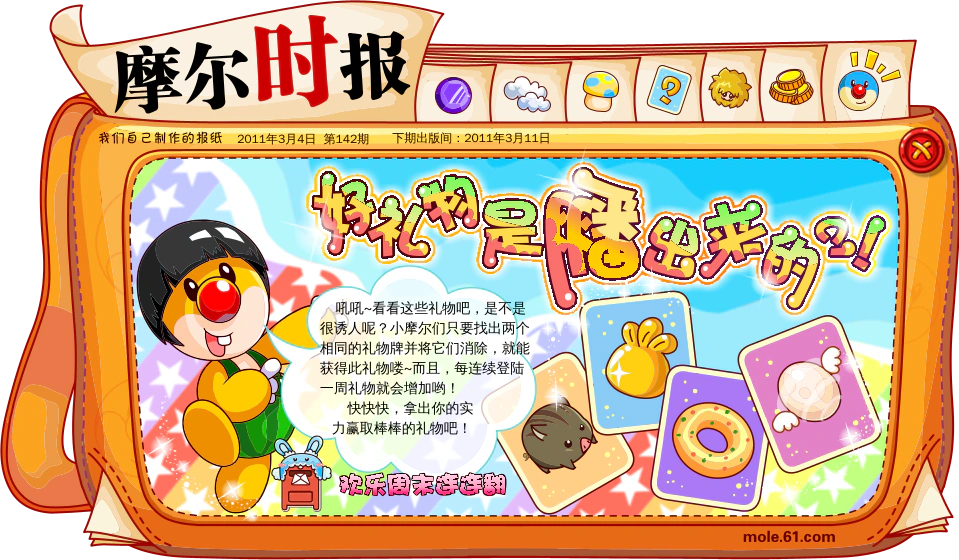 摩尔时报
我们自己制作的报纸 2011年3月4日 第142期 下期出版间：2011年3月11日
好礼物是膰出来的?!
吼吼~看看这些礼物吧，是不是
很诱人呢？小摩尔们只要找出两个
相同的礼物牌并将它们消除，就能
获得此礼物喽~而且，每连续登陆
一周礼物就会增加哟！
快快快，拿出你的实
力赢取棒棒的礼物吧！
欢乐周末连连翻
mole.61.com